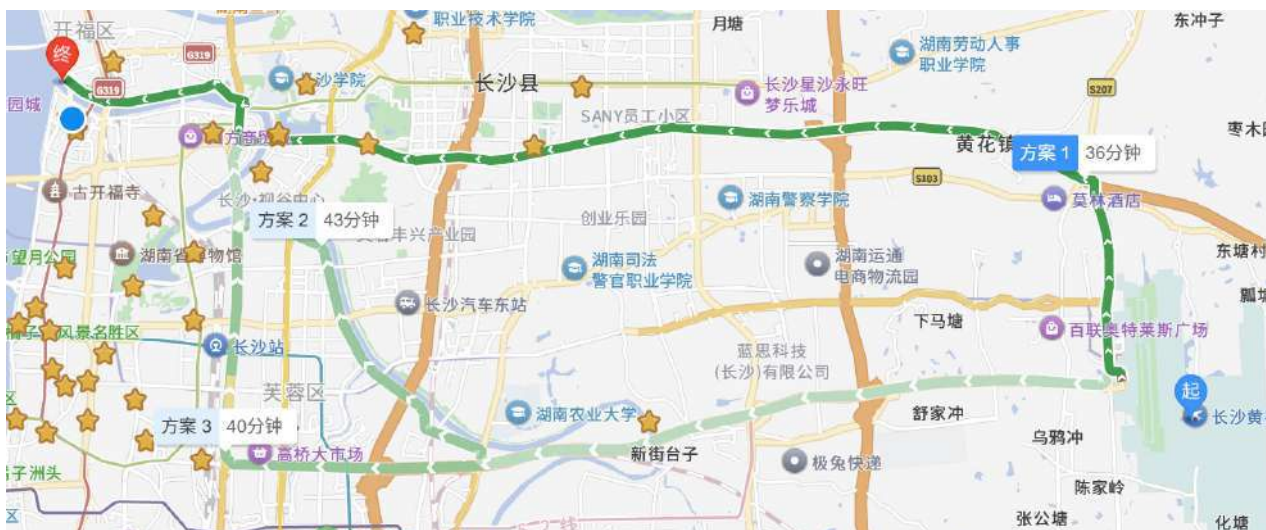 职业技术学院
月塘
东冲子
开福区
G319
湖南劳动人事
职业学院
终
沙学院
长沙县
长沙星沙永旺
梦乐城
S207
G319
园城
SANY员工小区
枣木
黄花镇
方案 1 36分钟
S103
古开福寺
湖南警察学院
莫林酒店
方案 2 43分钟
创业乐园
丰兴产业园
望月公
湖南省
物馆
湖南司法
警官职业学院
湖南运通
电商物流园
东塘村
长沙汽车东站
下马塘
风景名胜区
百联奥特莱斯广场
长沙站
蓝思科技
(长沙)有限公司
芙蓉区
起
湖南农业大学
舒家冲
长沙黄
方案 3 40分钟
乌鸦冲
高桥大市场
新街台子
极兔快递
子洲头
陈家岭
张公塘
化塘